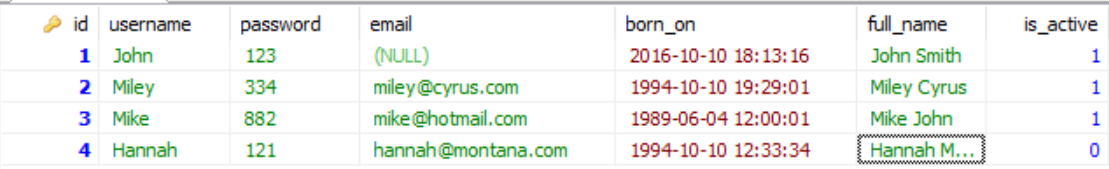 id username password email born_on full_name is_active
1 John 123 (NULL) 2016-10-10 18:13:16 John Smith 1
2 Miley 334 miley@cyrus.com 1994-10-10 19:29:01 Miley Cyrus 1
3 Mike 882 mike@hotmail.com 1989-06-04 12:00:01 Mike John 1
4 Hannah 121 hannah@montana.com 1994-10-10 12:33:34 Hannah M... 0